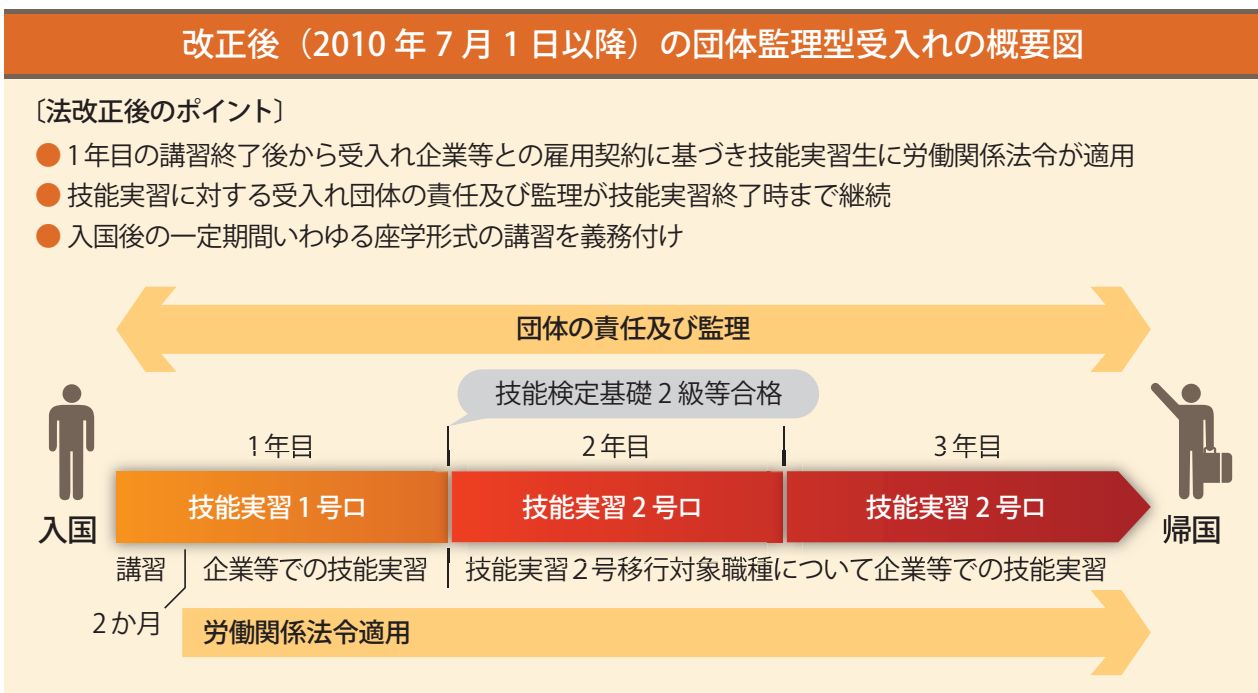 改正後（2010年7月1日以降）の団体監理型受入れの概要図
〔法改正後のポイント〕
● 1年目の講習終了後から受入れ企業等との雇用契約に基づき技能実習生に労働関係法令が適用
● 技能実習に対する受入れ団体の責任及び監理が技能実習終了時まで継続
● 入国後の一定期間いわゆる座学形式の講習を義務付け
団体の責任及び監理
技能検定基礎2級等合格
1年目 2年目 3年目
技能実習1号ロ 技能実習2号ロ 技能実習2号ロ
入国 帰国
講習 企業等での技能実習 技能実習2号移行対象職種について企業等での技能実習
2か月 労働関係法令適用